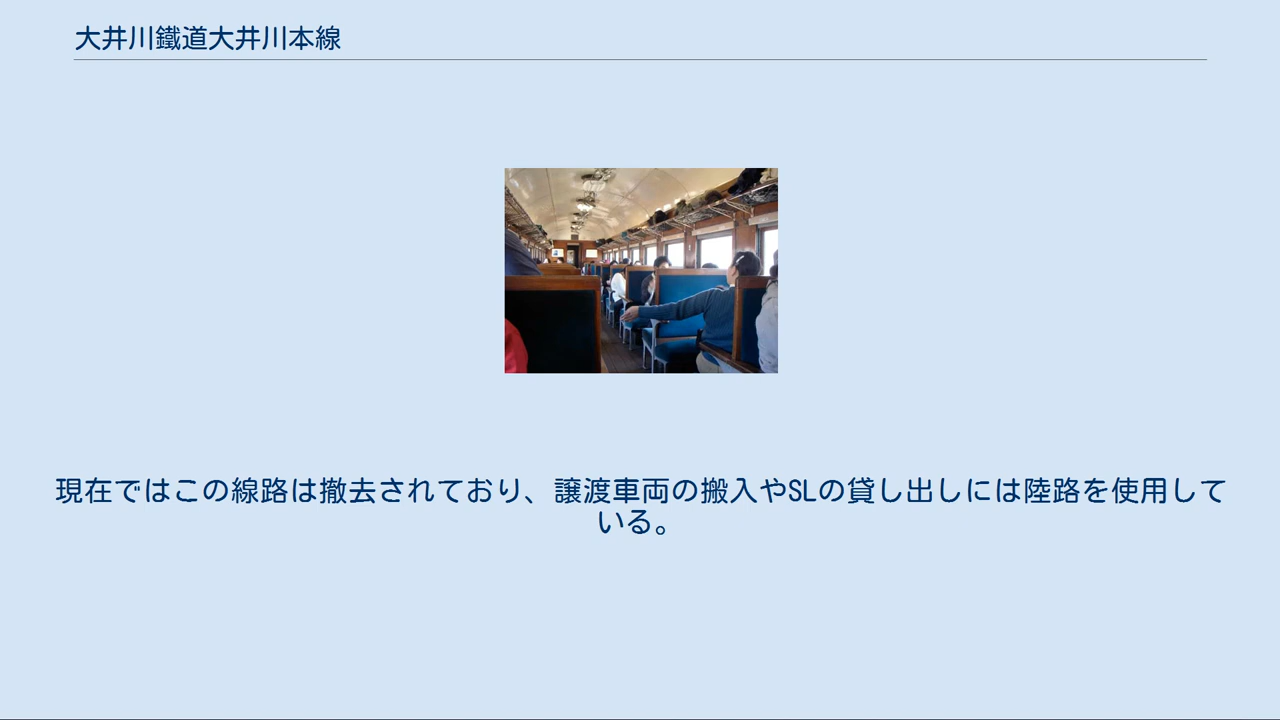 大井川鐵道大井川本線
現在ではこの線路は撤去されており、譲渡車両の搬入やSLの貸し出しには陸路を使用して
いる。